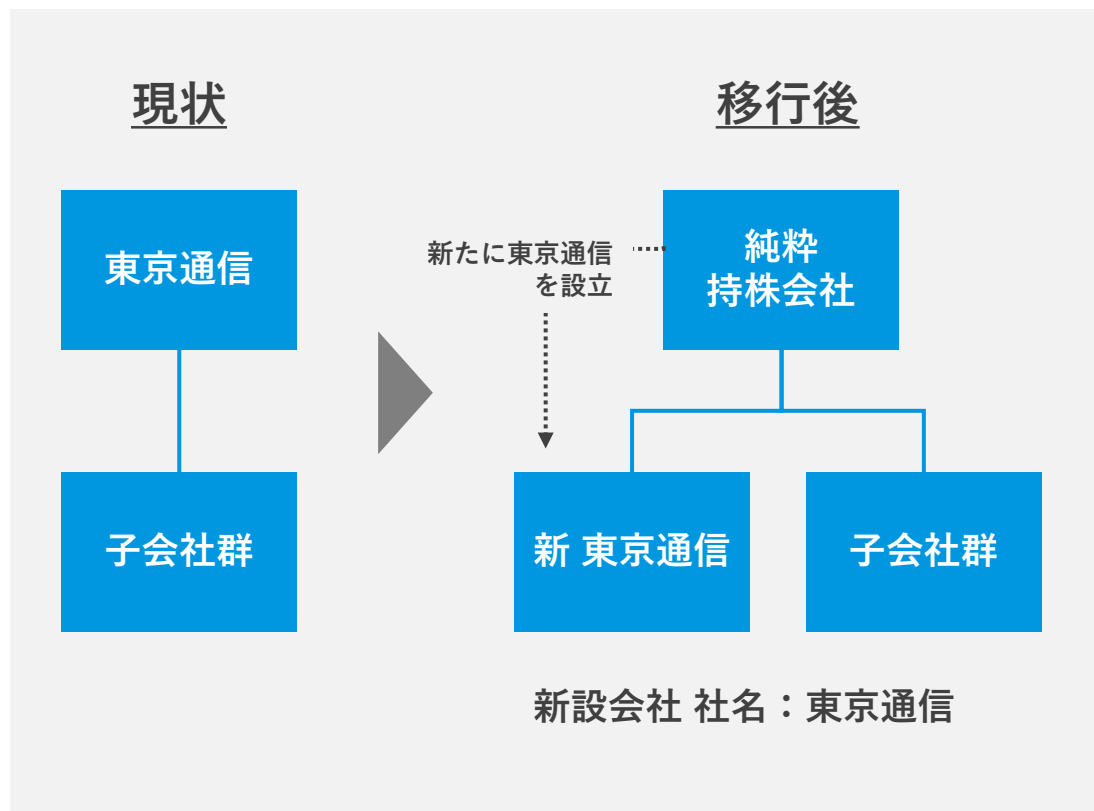 現状
移行後
東京通信
新たに東京通信
を設立
純粋
持株会社
子会社群
新 東京通信
子会社群
新設会社 社名：東京通信